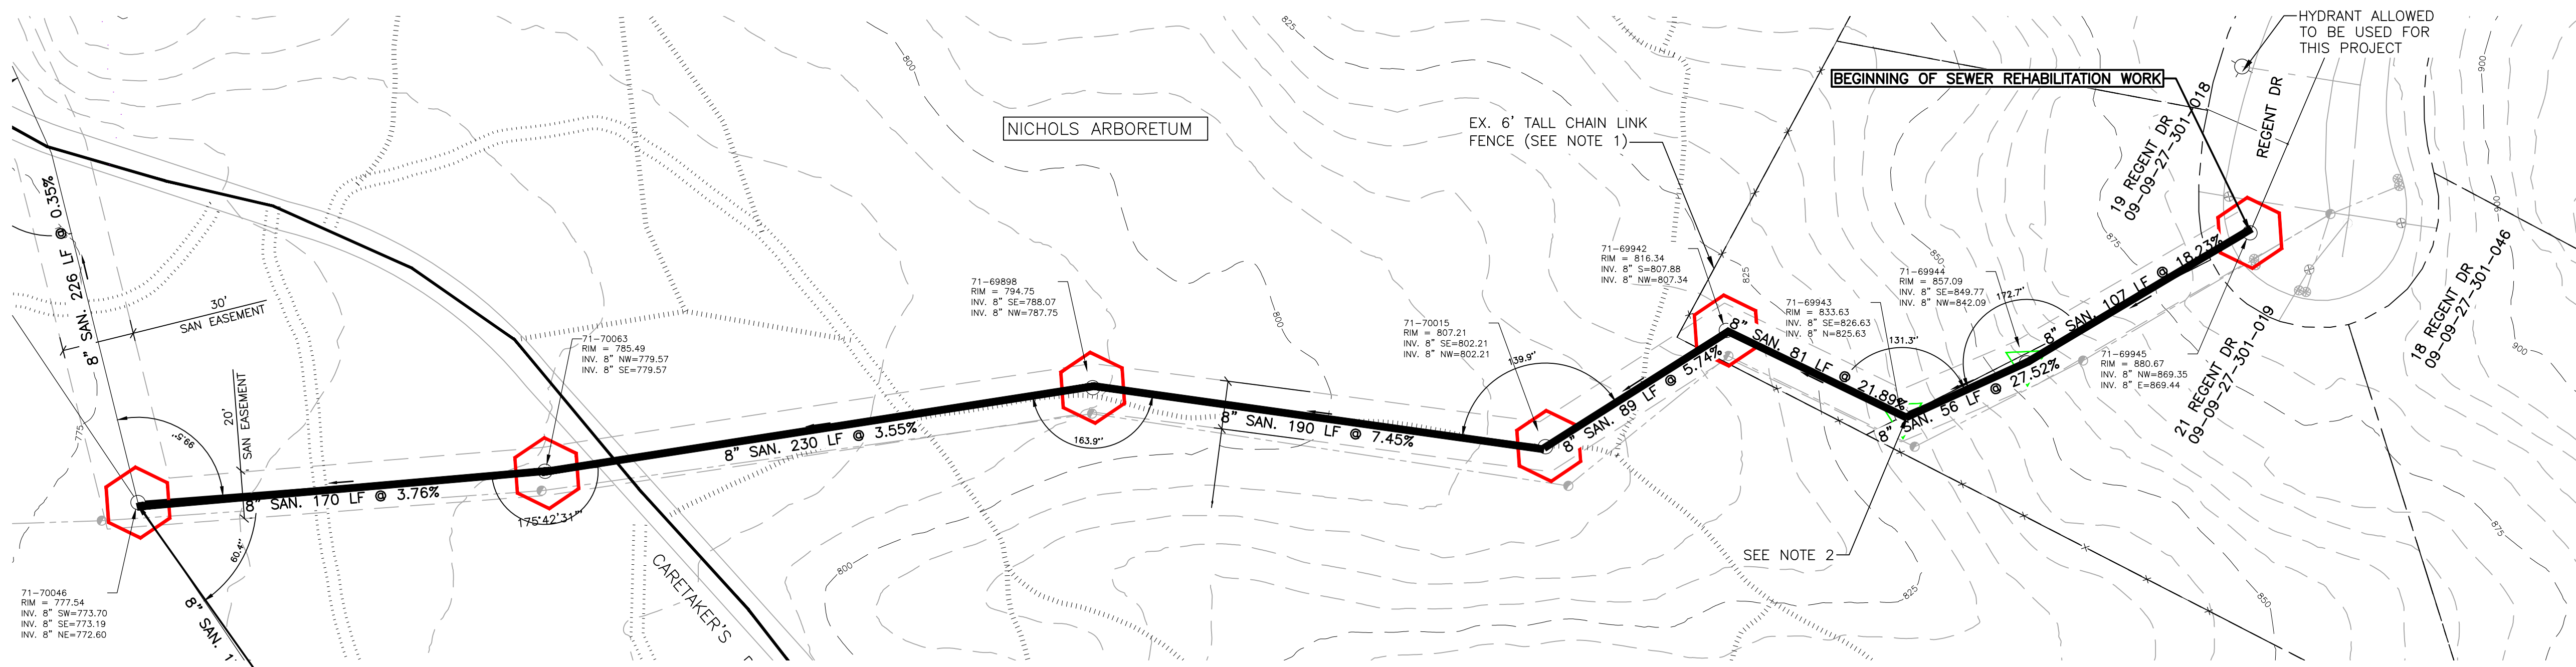 HYDRANT ALLOWED
TO BE USED FOR
THIS PROJECT
BEGINNING OF SEWER REHABILITATION WORK
NICHOLS ARBORETUM
EX. 6' TALL CHAIN LINK
FENCE (SEE NOTE 1)
REGENT DR
19 REGENT DR
09-09-27-301-018
18 REGENT DR
09-09-27-301-046
21 REGENT DR
09-09-27-301-019
8" SAN. 226 LF @ 0.35%
30'
SAN EASEMENT
20'
SAN EASEMENT
99.5°
60.4°
71-70046
RIM = 777.54
INV. 8" SW=773.70
INV. 8" SE=773.19
INV. 8" NE=772.60
8" SAN. 1
8" SAN. 170 LF @ 3.76%
71-70063
RIM = 785.49
INV. 8" NW=779.57
INV. 8" SE=779.57
175°42'31"
CARETAKER'S
8" SAN. 230 LF @ 3.55%
71-69898
RIM = 794.75
INV. 8" SE=788.07
INV. 8" NW=787.75
163.9°
8" SAN. 190 LF @ 7.45%
71-70015
RIM = 807.21
INV. 8" SE=802.21
INV. 8" NW=802.21
139.9°
8" SAN. 89 LF @ 5.74%
71-69942
RIM = 816.34
INV. 8" S=807.88
INV. 8" NW=807.34
8" SAN. 81 LF @ 21.89%
71-69943
RIM = 833.63
INV. 8" SE=826.63
INV. 8" N=825.63
131.3°
8" SAN. 56 LF @ 27.52%
SEE NOTE 2
71-69944
RIM = 857.09
INV. 8" SE=849.77
INV. 8" NW=842.09
172.7°
8" SAN. 107 LF @ 18.23%
71-69945
RIM = 880.67
INV. 8" NW=869.35
INV. 8" E=869.44
775
800
800
800
825
825
825
850
850
875
875
900
900
900